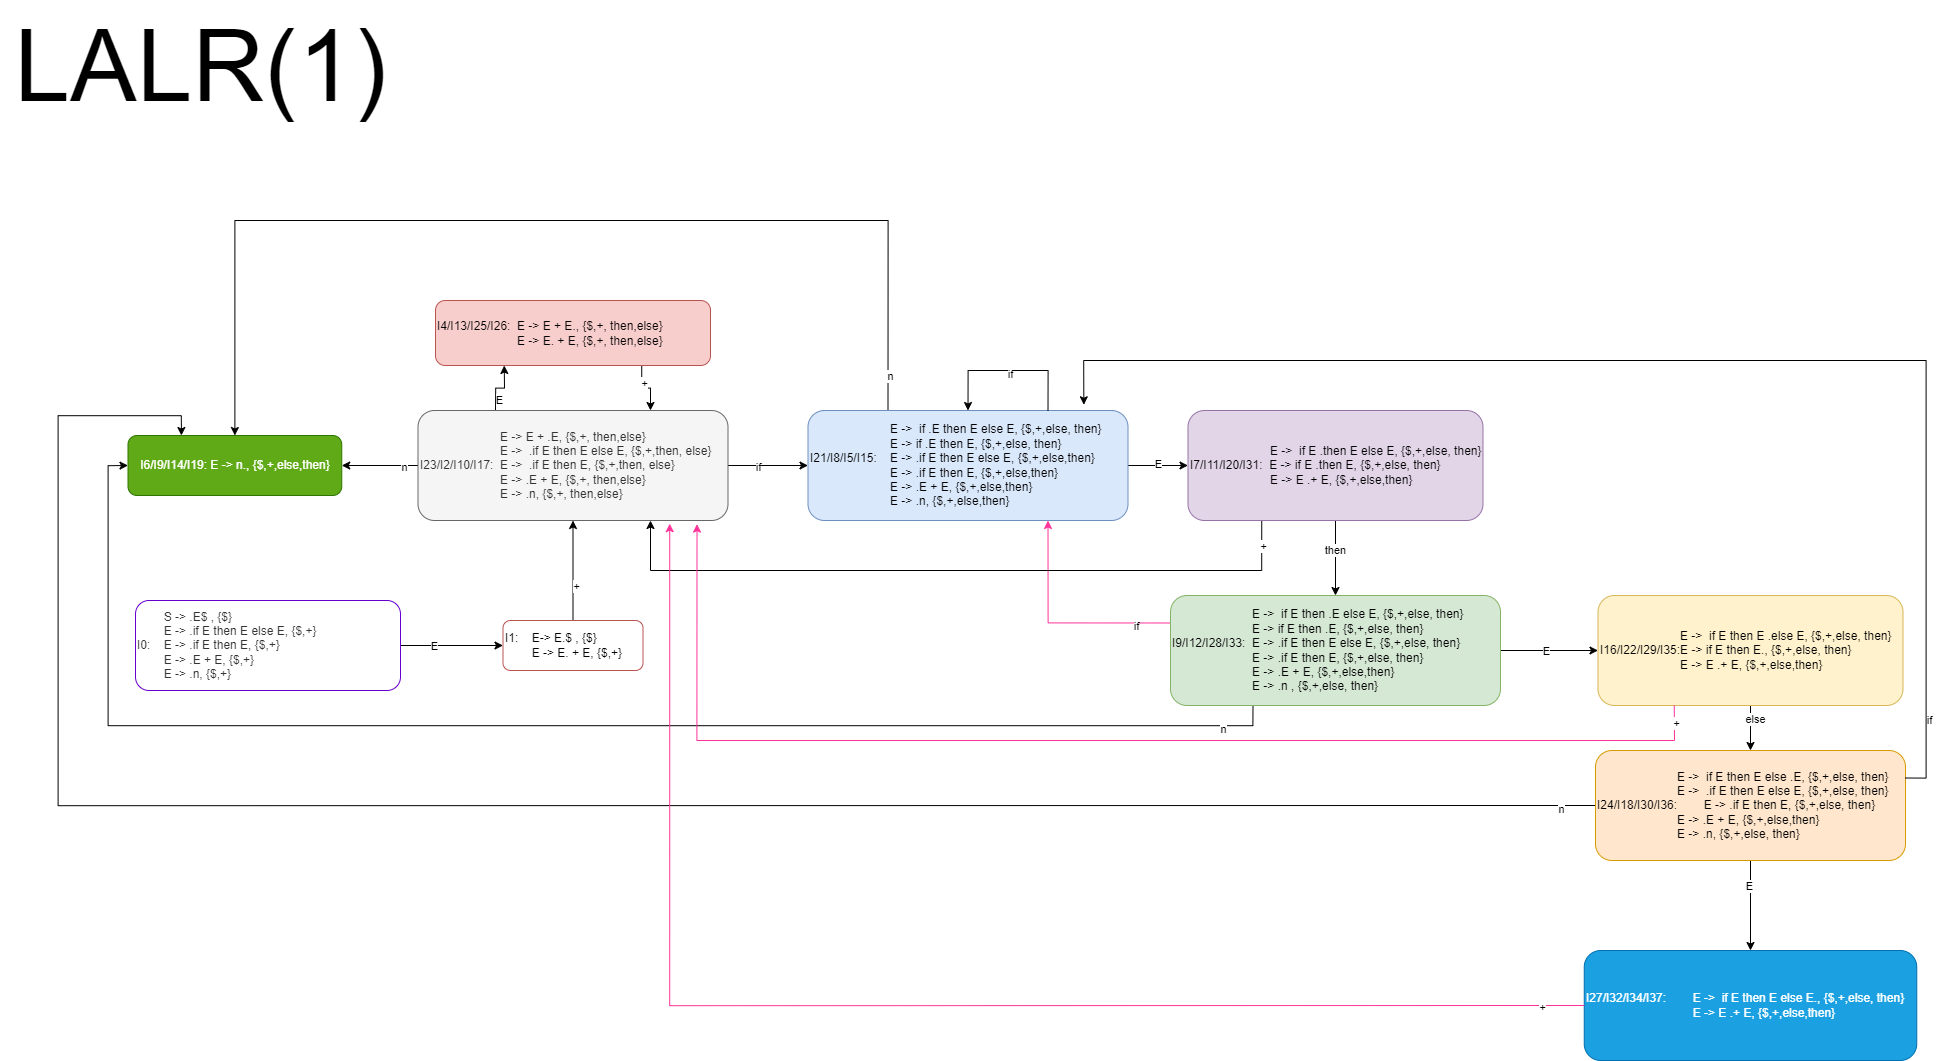 LALR(1)
n
if
I4/I13/I25/I26: E -> E + E., {$,+, then,else}
E -> E. + E, {$,+, then,else}
E
+
I6/I9/I14/I19: E -> n., {$,+,else,then}
n
I23/I2/I10/I17:
E -> E + .E, {$,+, then,else}
E -> .if E then E else E, {$,+,then, else}
E -> .if E then E, {$,+,then, else}
E -> .E + E, {$,+, then,else}
E -> .n, {$,+, then,else}
if
I21/I8/I5/I15:
E -> if .E then E else E, {$,+,else, then}
E -> if .E then E, {$,+,else, then}
E -> .if E then E else E, {$,+,else,then}
E -> .if E then E, {$,+,else,then}
E -> .E + E, {$,+,else,then}
E -> .n, {$,+,else,then}
E
I7/I11/I20/I31:
E -> if E .then E else E, {$,+,else, then}
E -> if E .then E, {$,+,else, then}
E -> E .+ E, {$,+,else,then}
+
then
+
I0:
S -> .E$ , {$}
E -> .if E then E else E, {$,+}
E -> .if E then E, {$,+}
E -> .E + E, {$,+}
E -> .n, {$,+}
E
I1: E-> E.$ , {$}
E -> E. + E, {$,+}
if
I9/I12/I28/I33:
E -> if E then .E else E, {$,+,else, then}
E -> if E then .E, {$,+,else, then}
E -> .if E then E else E, {$,+,else, then}
E -> .if E then E, {$,+,else, then}
E -> .E + E, {$,+,else,then}
E -> .n , {$,+,else, then}
E
I16/I22/I29/I35:
E -> if E then E .else E, {$,+,else, then}
E -> if E then E., {$,+,else, then}
E -> E .+ E, {$,+,else,then}
n
+
else
if
n
I24/I18/I30/I36:
E -> if E then E else .E, {$,+,else, then}
E -> .if E then E else E, {$,+,else, then}
E -> .if E then E, {$,+,else, then}
E -> .E + E, {$,+,else,then}
E -> .n, {$,+,else, then}
E
+
I27/I32/I34/I37: E -> if E then E else E., {$,+,else, then}
E -> E .+ E, {$,+,else,then}